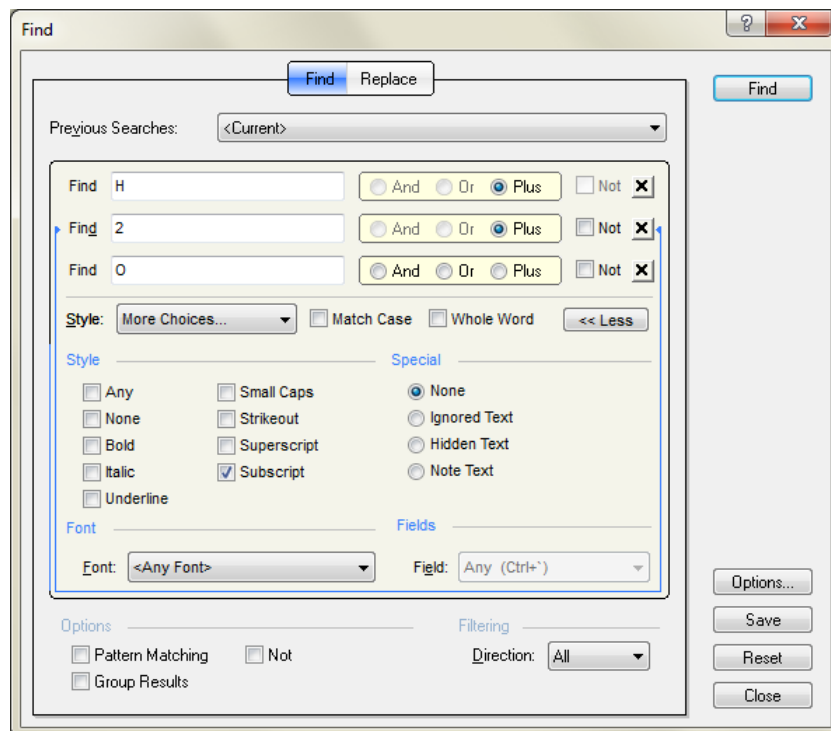 Find
Find Replace
Find
Previous Searches: <Current>
Find H And Or Plus Not
Find 2 And Or Plus Not
Find O And Or Plus Not
Style: More Choices... Match Case Whole Word << Less
Style Special
Any Small Caps None
None Strikeout Ignored Text
Bold Superscript Hidden Text
Italic Subscript Note Text
Underline
Font Fields
Font: <Any Font> Field: Any (Ctrl+`)
Options...
Options Filtering
Save
Pattern Matching Not Direction: All
Reset
Group Results
Close